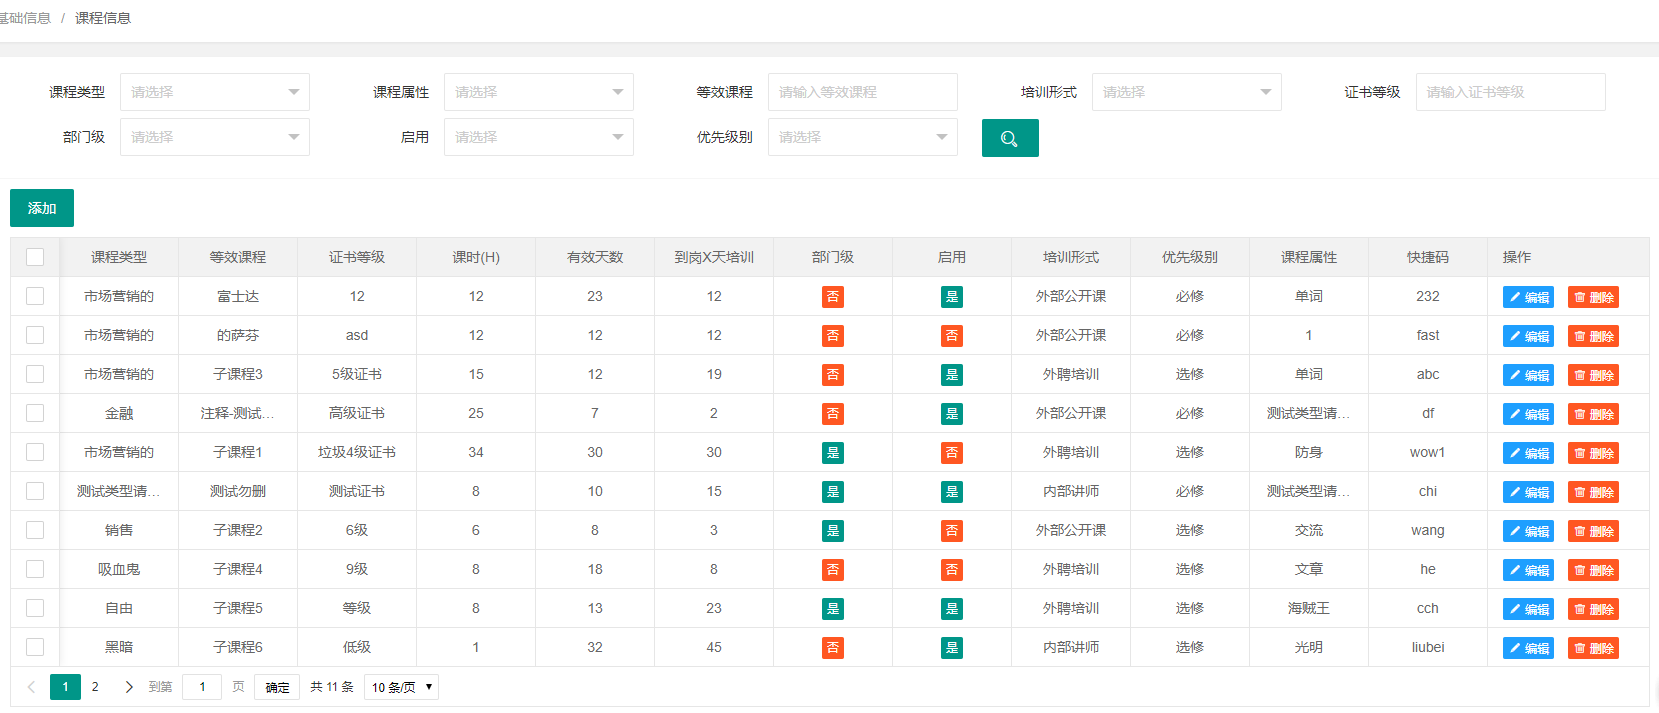 基础信息 / 课程信息
课程类型 请选择 课程属性 请选择 等效课程 请输入等效课程 培训形式 请选择 证书等级 请输入证书等级
部门级 请选择 启用 请选择 优先级别 请选择
添加
课程类型 等效课程 证书等级 课时(H) 有效天数 到岗X天培训 部门级 启用 培训形式 优先级别 课程属性 快捷码 操作
市场营销的 富士达 12 12 23 12 否 是 外部公开课 必修 单词 232 编辑 删除
市场营销的 的萨芬 asd 12 12 12 否 否 外部公开课 必修 1 fast 编辑 删除
市场营销的 子课程3 5级证书 15 12 19 否 是 外聘培训 选修 单词 abc 编辑 删除
金融 注释-测试... 高级证书 25 7 2 否 是 外部公开课 必修 测试类型请... df 编辑 删除
市场营销的 子课程1 垃圾4级证书 34 30 30 是 否 外聘培训 选修 防身 wow1 编辑 删除
测试类型请... 测试勿删 测试证书 8 10 15 是 是 内部讲师 必修 测试类型请... chi 编辑 删除
销售 子课程2 6级 6 8 3 是 否 外部公开课 选修 交流 wang 编辑 删除
吸血鬼 子课程4 9级 8 18 8 否 否 外聘培训 选修 文章 he 编辑 删除
自由 子课程5 等级 8 13 23 是 是 外聘培训 选修 海贼王 cch 编辑 删除
黑暗 子课程6 低级 1 32 45 否 是 内部讲师 选修 光明 liubei 编辑 删除
1 2 到第 1 页 确定 共 11 条 10 条/页